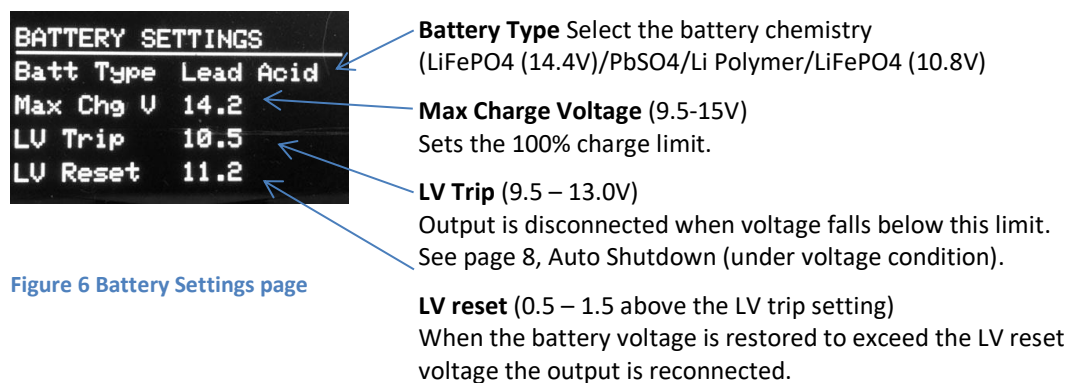 BATTERY SETTINGS
Batt Type Lead Acid
Max Chg V 14.2
LV Trip 10.5
LV Reset 11.2
Figure 6 Battery Settings page
Battery Type Select the battery chemistry
(LiFePO4 (14.4V)/PbSO4/Li Polymer/LiFePO4 (10.8V)
Max Charge Voltage (9.5-15V)
Sets the 100% charge limit.
LV Trip (9.5 – 13.0V)
Output is disconnected when voltage falls below this limit.
See page 8, Auto Shutdown (under voltage condition).
LV reset (0.5 – 1.5 above the LV trip setting)
When the battery voltage is restored to exceed the LV reset
voltage the output is reconnected.